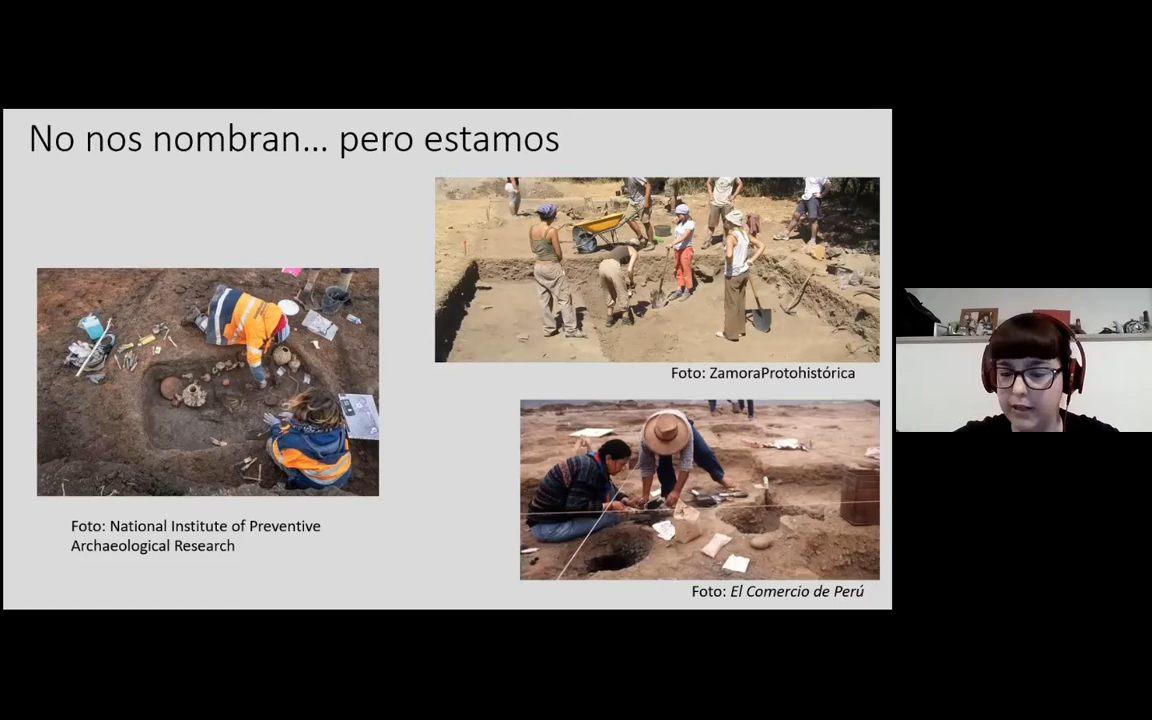 No nos nombran... pero estamos
Foto: ZamoraProtohistórica
Foto: National Institute of Preventive
Archaeological Research
Foto: El Comercio de Perú